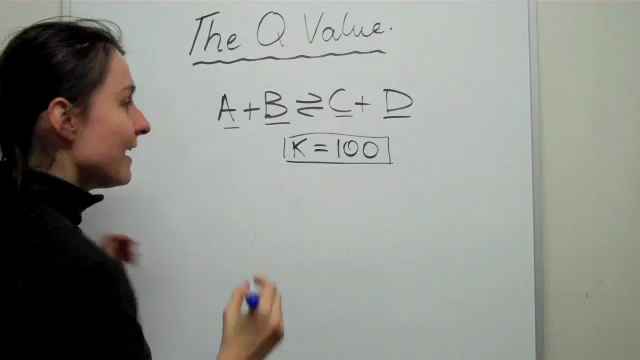 The Q Value.
A + B ⇌ C + D
K = 100